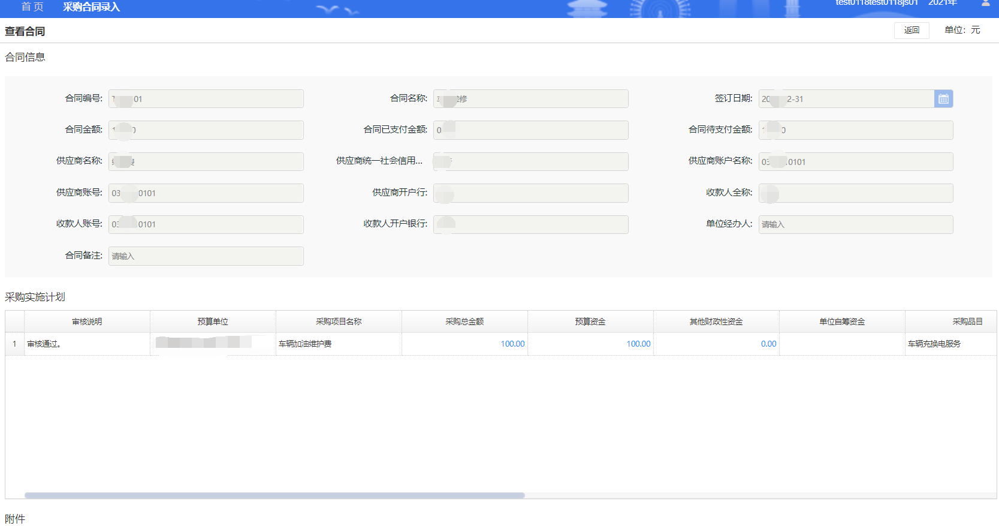 首页 采购合同录入 test0118test0118js01 2021年
查看合同 返回 单位：元
合同信息
合同编号: 01 合同名称: 维修 签订日期: 20 2-31
合同金额: 0 合同已支付金额: 0 合同待支付金额: 1 0
供应商名称: 供应商统一社会信用... 供应商账户名称: 03 0101
供应商账号: 03 0101 供应商开户行: 收款人全称:
收款人账号: 03 0101 收款人开户银行: 单位经办人: 请输入
合同备注: 请输入
采购实施计划
审核说明 预算单位 采购项目名称 采购总金额 预算资金 其他财政性资金 单位自筹资金 采购品目
1 审核通过。 车辆加油维护费 100.00 100.00 0.00 车辆充换电服务
附件